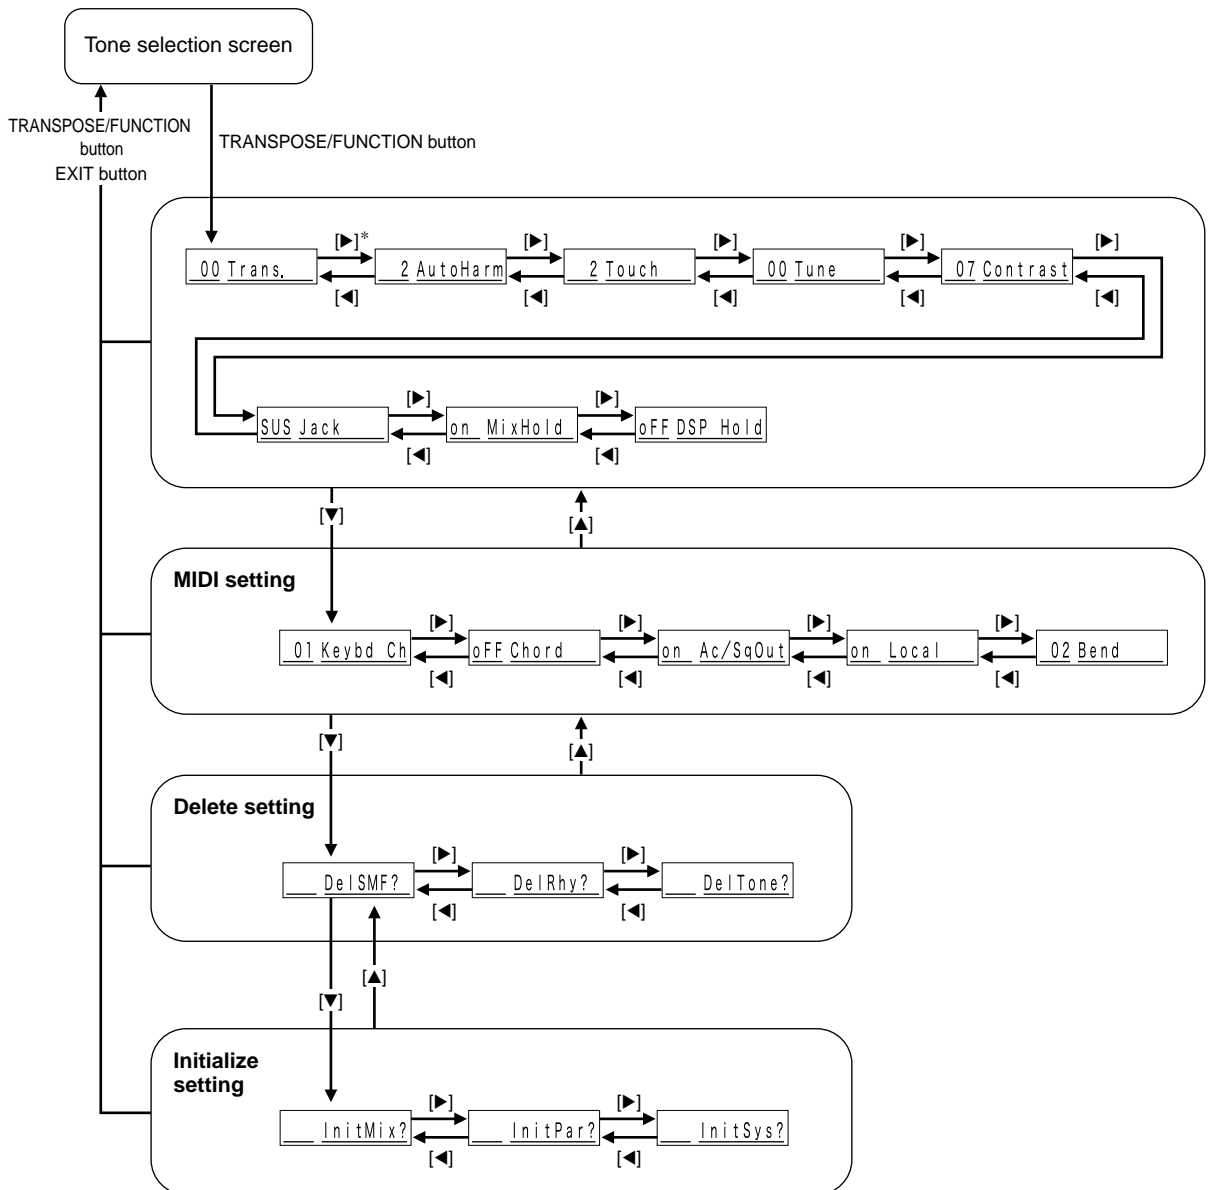 Tone selection screen
TRANSPOSE/FUNCTION
button
EXIT button
TRANSPOSE/FUNCTION button
[▶]* [▶] [▶] [▶] [▶]
00 Trans. 2 AutoHarm 2 Touch 00 Tune 07 Contrast
[◀] [◀] [◀] [◀] [◀]
[▶] [▶]
SUS Jack on MixHold oFF DSP Hold
[◀] [◀]
[▼] [▲]
MIDI setting
[▶] [▶] [▶] [▶]
01 Keybd Ch oFF Chord on Ac/SqOut on Local 02 Bend
[◀] [◀] [◀] [◀]
[▼] [▲]
Delete setting
[▶] [▶]
DelSMF? DelRhy? DelTone?
[◀] [◀]
[▼] [▲]
Initialize
setting
[▶] [▶]
InitMix? InitPar? InitSys?
[◀] [◀]